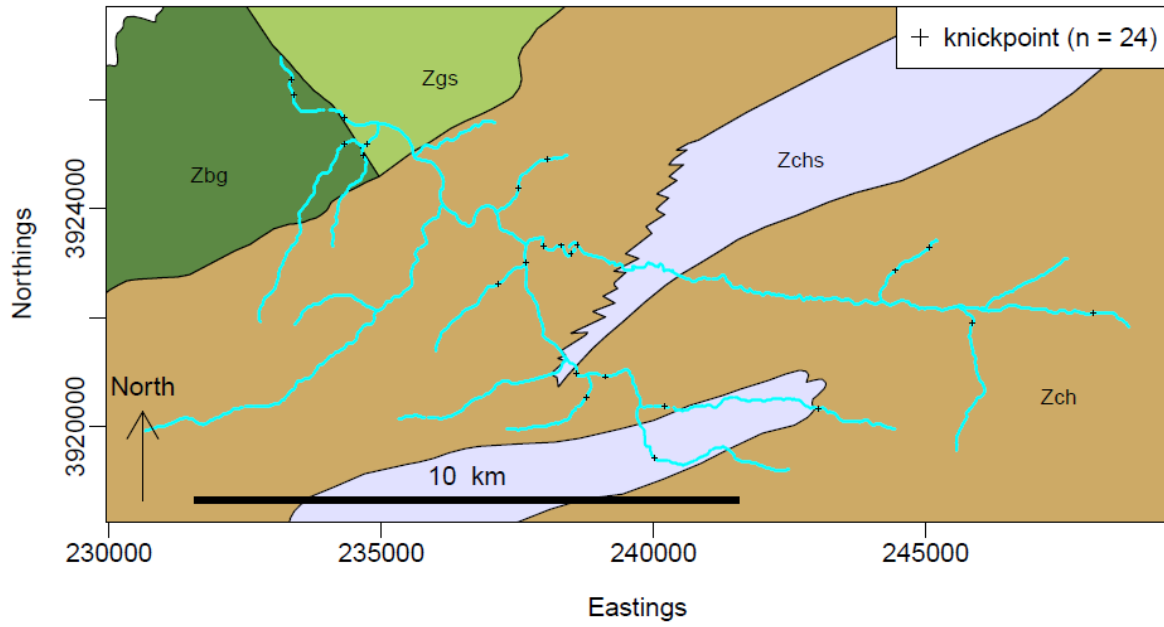 + knickpoint (n = 24)
Zgs
Zbg
Zchs
Zch
Northings
3924000
3920000
North
10 km
230000
235000
240000
245000
Eastings